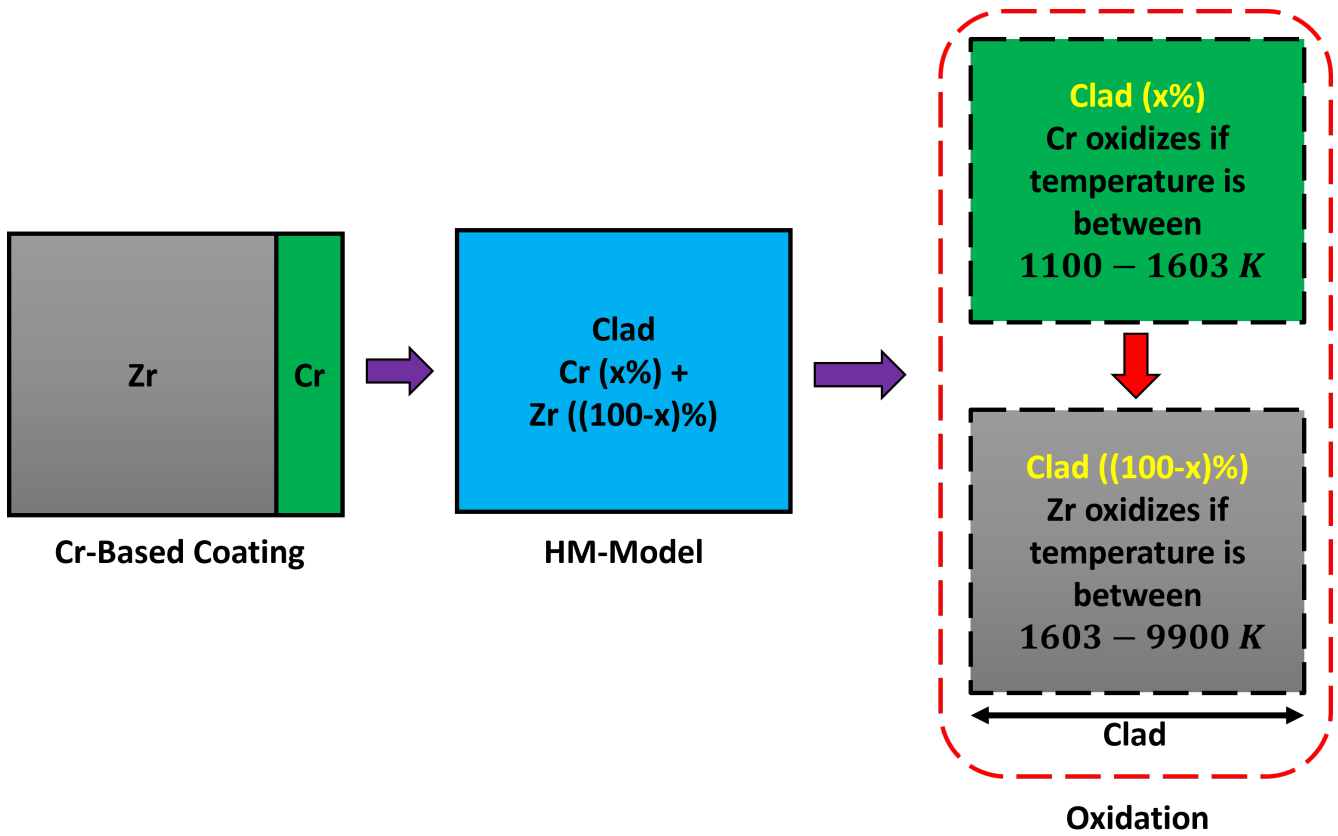 Zr
Cr
Cr-Based Coating
Clad
Cr (x%) +
Zr ((100-x)%)
HM-Model
Clad (x%)
Cr oxidizes if
temperature is
between
1100 − 1603 K
Clad ((100-x)%)
Zr oxidizes if
temperature is
between
1603 − 9900 K
Clad
Oxidation